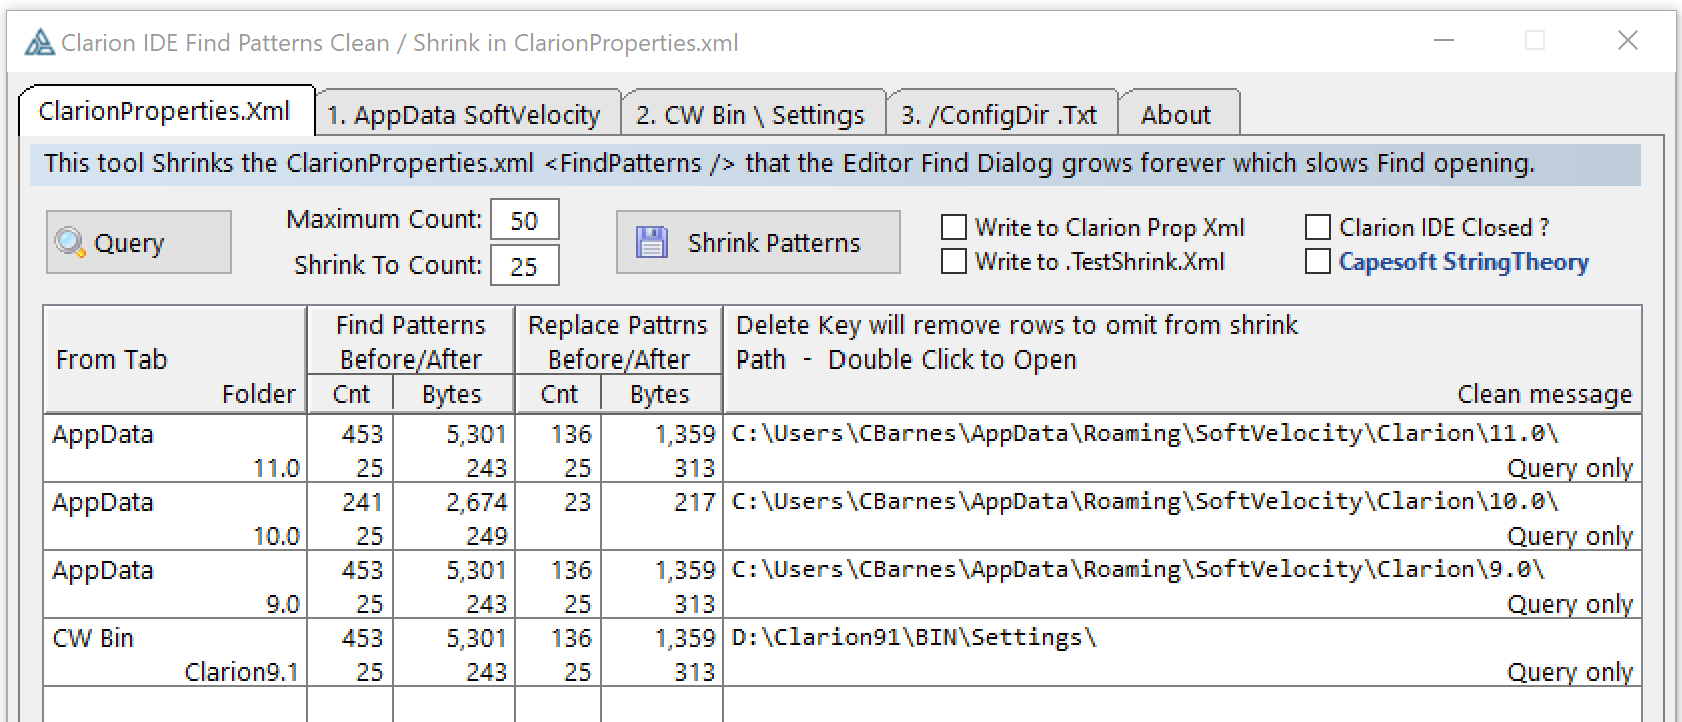 Clarion IDE Find Patterns Clean / Shrink in ClarionProperties.xml
ClarionProperties.Xml 1. AppData SoftVelocity 2. CW Bin \ Settings 3. /ConfigDir .Txt About
This tool Shrinks the ClarionProperties.xml <FindPatterns /> that the Editor Find Dialog grows forever which slows Find opening.
Query Maximum Count: 50 Shrink Patterns Write to Clarion Prop Xml Clarion IDE Closed ?
Shrink To Count: 25 Write to .TestShrink.Xml Capesoft StringTheory
Find Patterns Replace Pattrns Delete Key will remove rows to omit from shrink
From Tab Before/After Before/After Path - Double Click to Open
Folder Cnt Bytes Cnt Bytes Clean message
AppData 453 5,301 136 1,359 C:\Users\CBarnes\AppData\Roaming\SoftVelocity\Clarion\11.0\
11.0 25 243 25 313 Query only
AppData 241 2,674 23 217 C:\Users\CBarnes\AppData\Roaming\SoftVelocity\Clarion\10.0\
10.0 25 249 Query only
AppData 453 5,301 136 1,359 C:\Users\CBarnes\AppData\Roaming\SoftVelocity\Clarion\9.0\
9.0 25 243 25 313 Query only
CW Bin 453 5,301 136 1,359 D:\Clarion91\BIN\Settings\
Clarion9.1 25 243 25 313 Query only